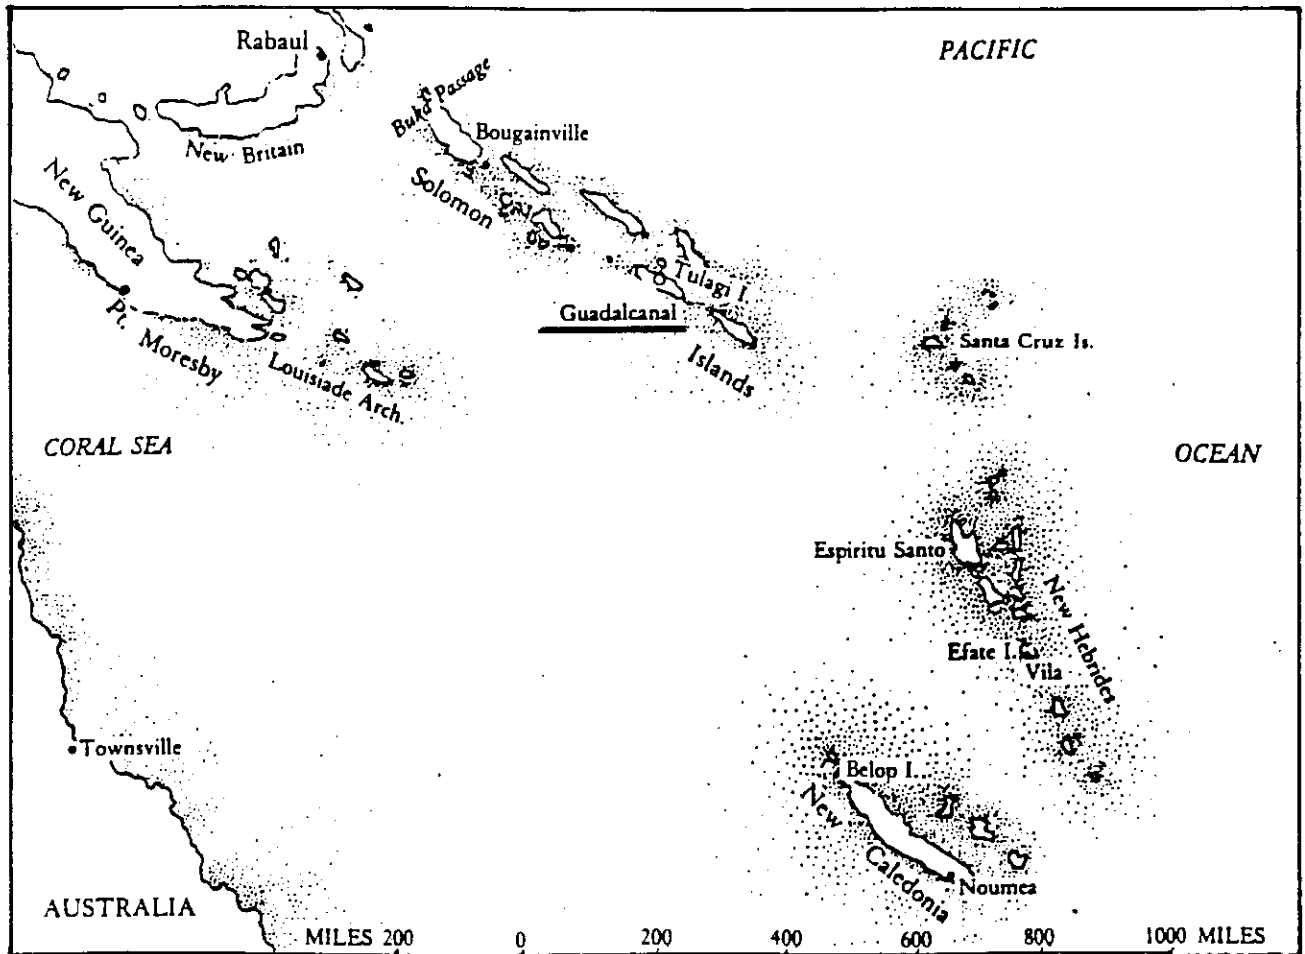 Rabaul
PACIFIC
Buka Passage
Bougainville
New Britain
Solomon
New Guinea
Tulagi I.
Guadalcanal
Pt. Moresby
Santa Cruz Is.
Islands
Louisiade Arch.
CORAL SEA
OCEAN
Espiritu Santo
New Hebrides
Efate I.
Vila
Townsville
Belop I.
New
Caledonia
Noumea
AUSTRALIA
MILES 200 0 200 400 600 800 1000 MILES